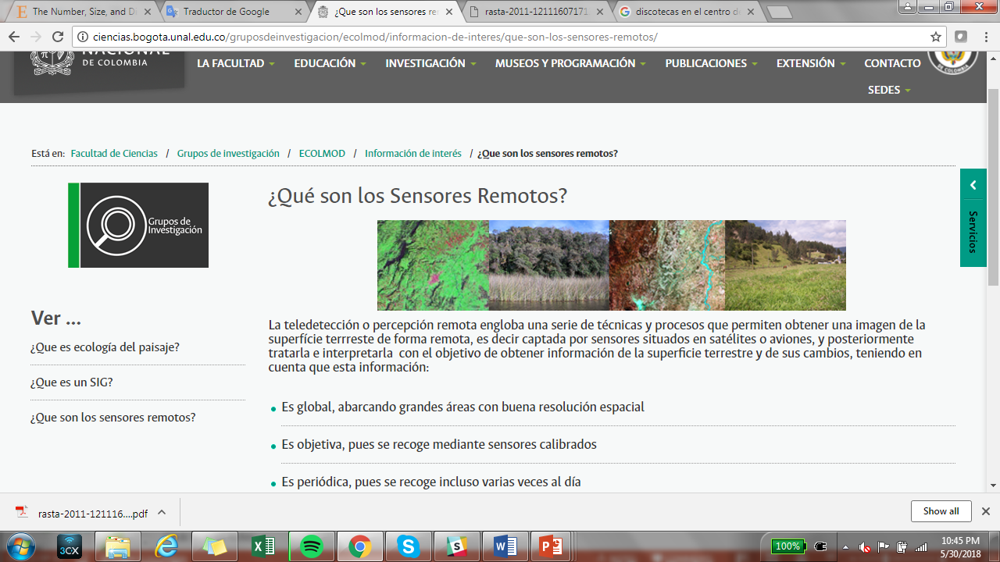 The Number, Size, and D
Traductor de Google
¿Que son los sensores re
rasta-2011-1211160717
discotecas en el centro d
ciencias.bogota.unal.edu.co/gruposdeinvestigacion/ecolmod/informacion-de-interes/que-son-los-sensores-remotos/
NACIONAL
DE COLOMBIA
LA FACULTAD
EDUCACIÓN
INVESTIGACIÓN
MUSEOS Y PROGRAMACIÓN
PUBLICACIONES
EXTENSIÓN
CONTACTO
SEDES
Está en: Facultad de Ciencias / Grupos de investigación / ECOLMOD / Información de interés / ¿Que son los sensores remotos?
Grupos de
Investigación
Servicios
Ver ...
¿Que es ecología del paisaje?
¿Que es un SIG?
¿Que son los sensores remotos?
¿Qué son los Sensores Remotos?
La teledetección o percepción remota engloba una serie de técnicas y procesos que permiten obtener una imagen de la
superfície terrreste de forma remota, es decir captada por sensores situados en satélites o aviones, y posteriormente
tratarla e interpretarla con el objetivo de obtener información de la superficie terrestre y de sus cambios, teniendo en
cuenta que esta información:
Es global, abarcando grandes áreas con buena resolución espacial
Es objetiva, pues se recoge mediante sensores calibrados
Es periódica, pues se recoge incluso varias veces al día
rasta-2011-121116....pdf
Show all
3CX
100%
10:45 PM
5/30/2018